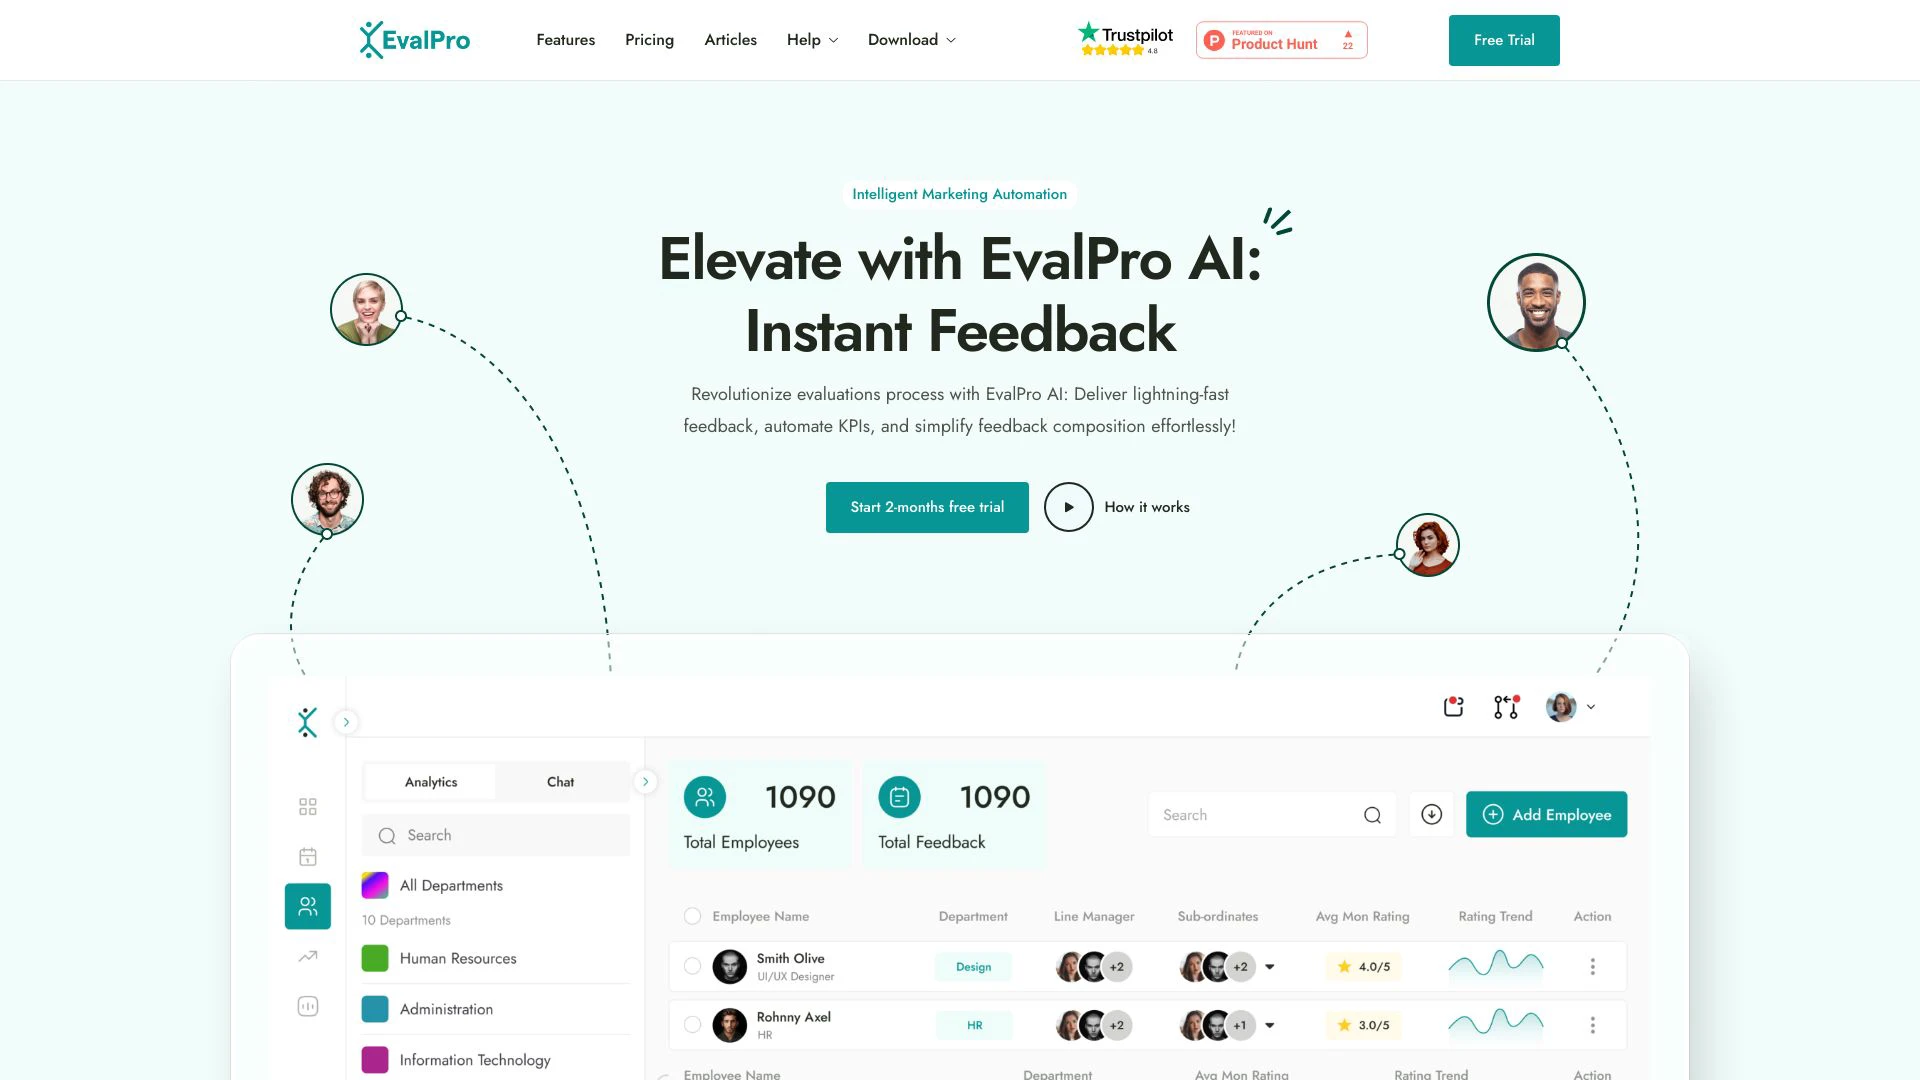 EvalPro
Features
Pricing
Articles
Help
Download
Trustpilot
4.8
FEATURED ON
Product Hunt
22
Free Trial
Intelligent Marketing Automation
Elevate with EvalPro AI:
Instant Feedback
Revolutionize evaluations process with EvalPro AI: Deliver lightning-fast
feedback, automate KPIs, and simplify feedback composition effortlessly!
Start 2-months free trial
How it works
Analytics
Chat
Search
All Departments
10 Departments
Human Resources
Administration
Information Technology
1090
Total Employees
1090
Total Feedback
Search
Add Employee
Employee Name Department Line Manager Sub-ordinates Avg Mon Rating Rating Trend Action
Smith Olive
UI/UX Designer
Design
+2
+2
4.0/5
Rohnny Axel
HR
HR
+2
+1
3.0/5
Employee Name Department Avg Mon Rating Rating Trend Action